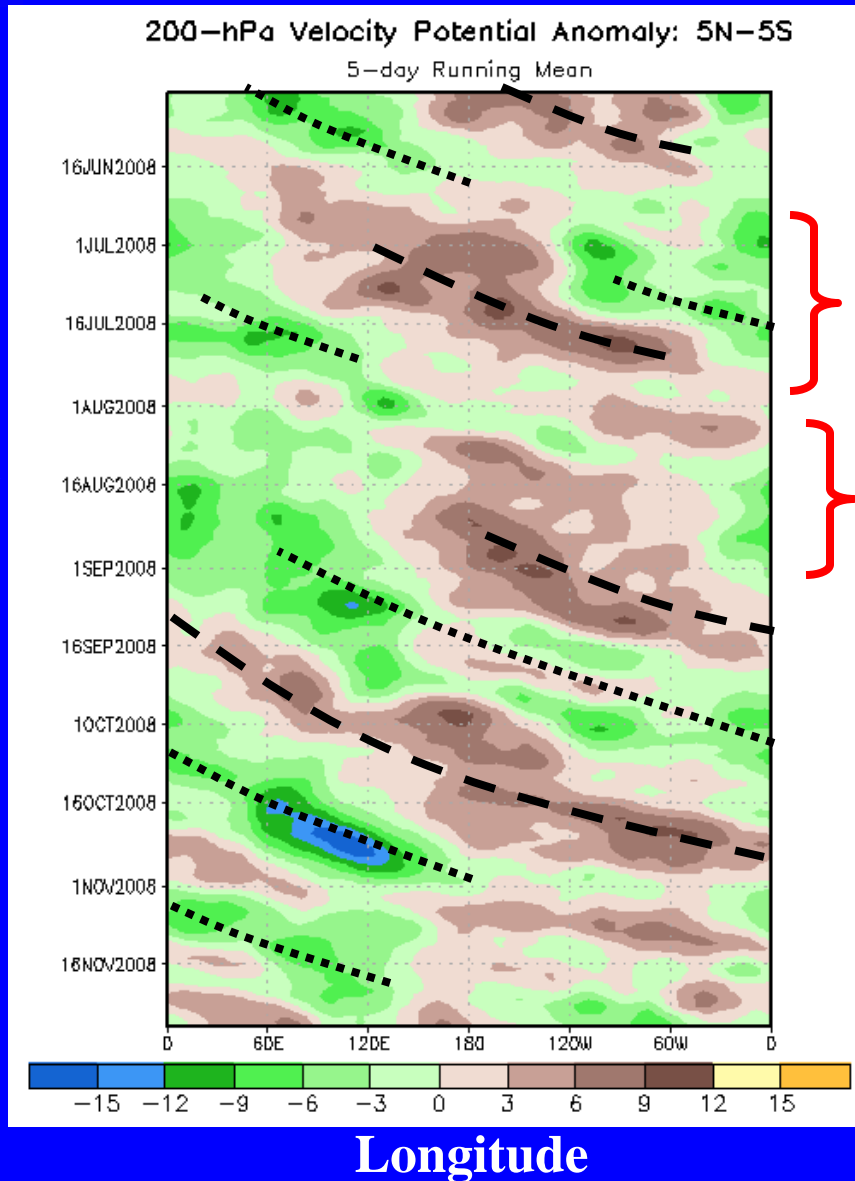 200-hPa Velocity Potential Anomaly: 5N-5S
5-day Running Mean
16JUN2008
1JUL2008
16JUL2008
1AUG2008
16AUG2008
1SEP2008
16SEP2008
1OCT2008
16OCT2008
1NOV2008
16NOV2008
0 60E 120E 180 120W 60W 0
-15 -12 -9 -6 -3 0 3 6 9 12 15
Longitude